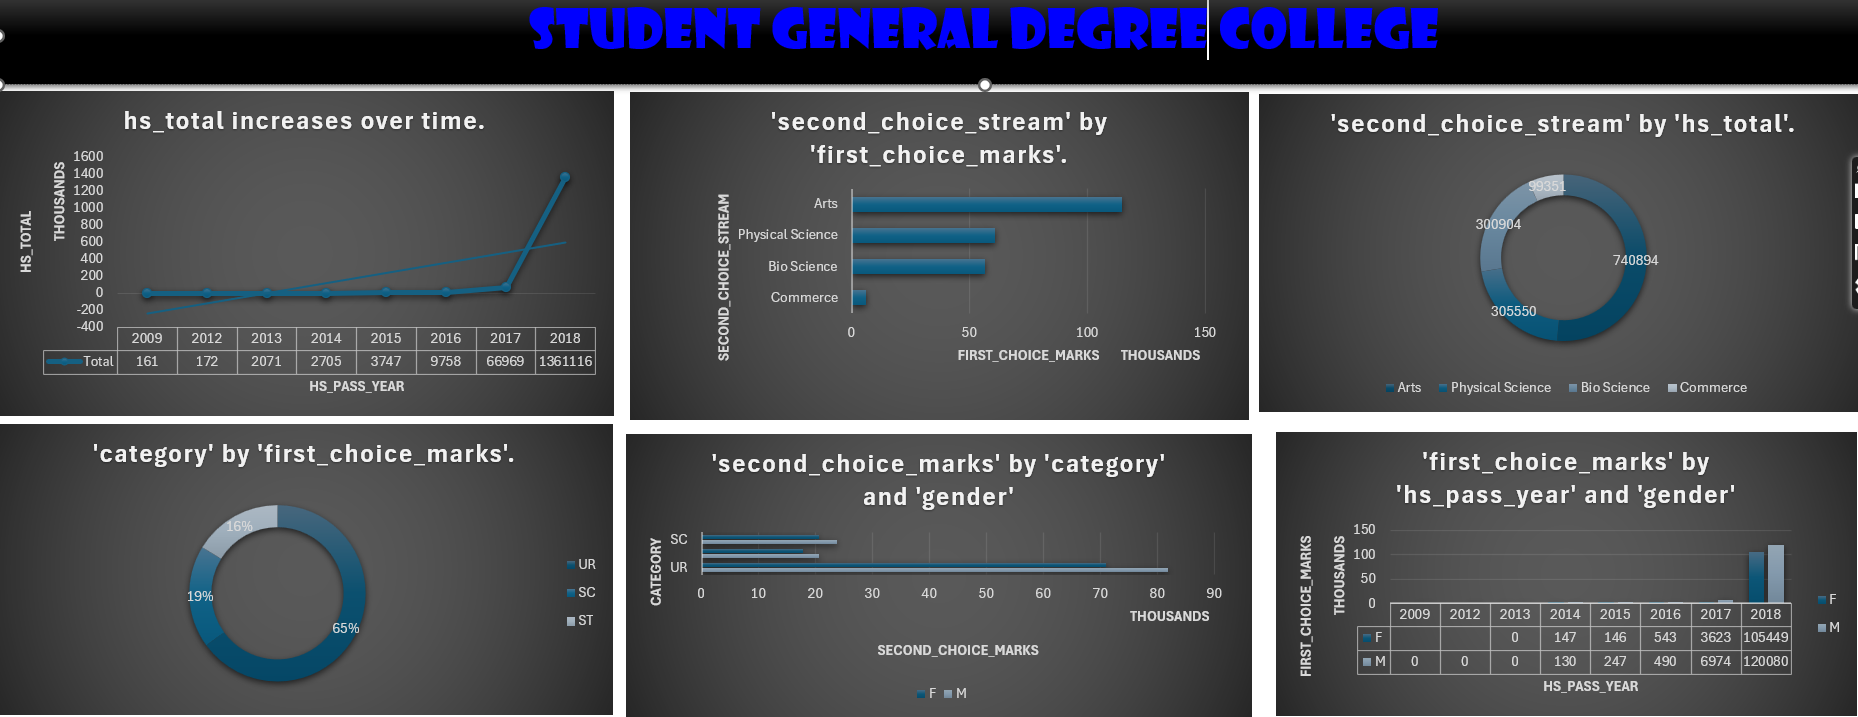 STUDENT GENERAL DEGREE COLLEGE
hs_total increases over time.
HS_TOTAL
THOUSANDS
1600
1400
1200
1000
800
600
400
200
0
-200
-400
2009 2012 2013 2014 2015 2016 2017 2018
Total 161 172 2071 2705 3747 9758 66969 1361116
HS_PASS_YEAR
'second_choice_stream' by
'first_choice_marks'.
SECOND_CHOICE_STREAM
Arts
Physical Science
Bio Science
Commerce
0 50 100 150
FIRST_CHOICE_MARKS THOUSANDS
'second_choice_stream' by 'hs_total'.
99351
300904
740894
305550
Arts Physical Science Bio Science Commerce
'category' by 'first_choice_marks'.
16%
19%
65%
UR
SC
ST
'second_choice_marks' by 'category'
and 'gender'
CATEGORY
SC
UR
0 10 20 30 40 50 60 70 80 90
THOUSANDS
SECOND_CHOICE_MARKS
F M
'first_choice_marks' by
'hs_pass_year' and 'gender'
FIRST_CHOICE_MARKS
THOUSANDS
150
100
50
0
2009 2012 2013 2014 2015 2016 2017 2018
F 0 147 146 543 3623 105449
M 0 0 0 130 247 490 6974 120080
HS_PASS_YEAR
F
M